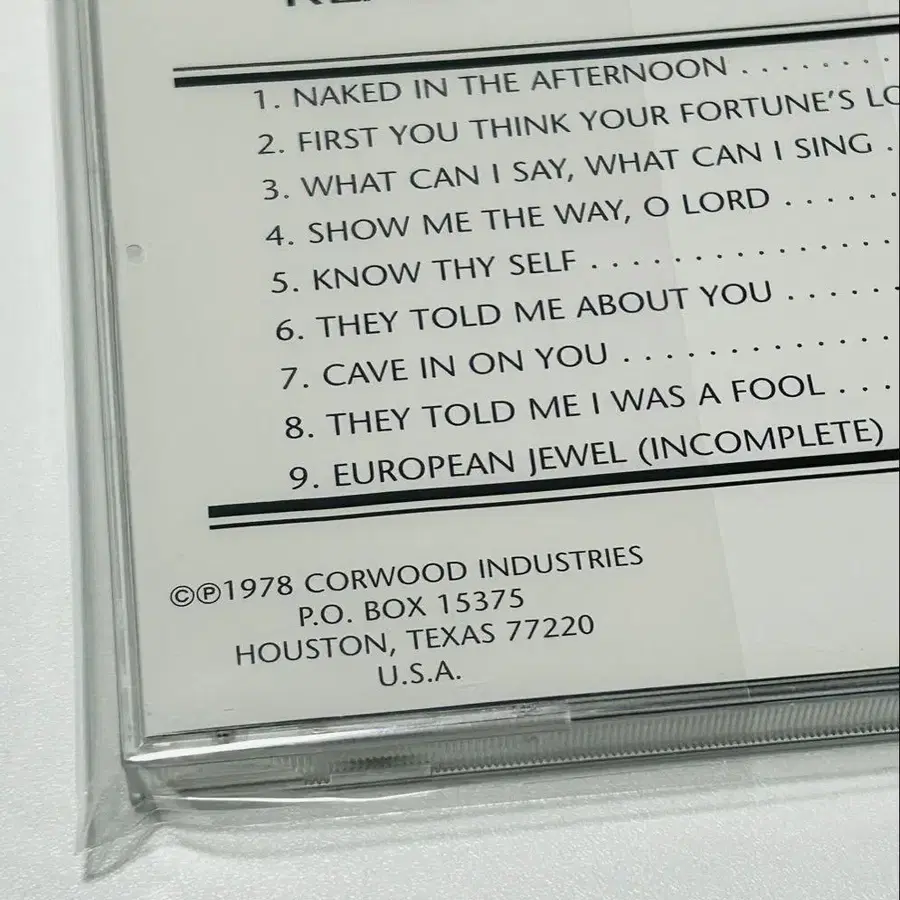 1. NAKED IN THE AFTERNOON . . . . . . . .
2. FIRST YOU THINK YOUR FORTUNE'S
3. WHAT CAN I SAY, WHAT CAN I SING .
4. SHOW ME THE WAY, O LORD . . . . . .
5. KNOW THY SELF . . . . . . . . . . . . . .
6. THEY TOLD ME ABOUT YOU . . . . . .
7. CAVE IN ON YOU . . . . . . . . . . . . .
8. THEY TOLD ME I WAS A FOOL . . . .
9. EUROPEAN JEWEL (INCOMPLETE)
©℗1978 CORWOOD INDUSTRIES
P.O. BOX 15375
HOUSTON, TEXAS 77220
U.S.A.